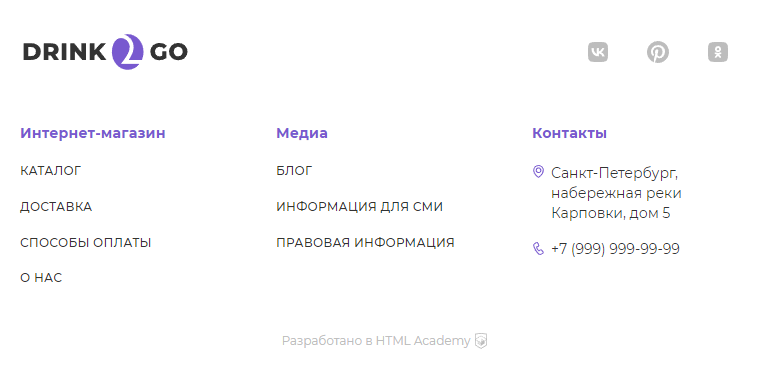 DRINK 2 GO
Интернет-магазин
КАТАЛОГ
ДОСТАВКА
СПОСОБЫ ОПЛАТЫ
О НАС
Медиа
БЛОГ
ИНФОРМАЦИЯ ДЛЯ СМИ
ПРАВОВАЯ ИНФОРМАЦИЯ
Контакты
Санкт-Петербург,
набережная реки
Карповки, дом 5
+7 (999) 999-99-99
Разработано в HTML Academy